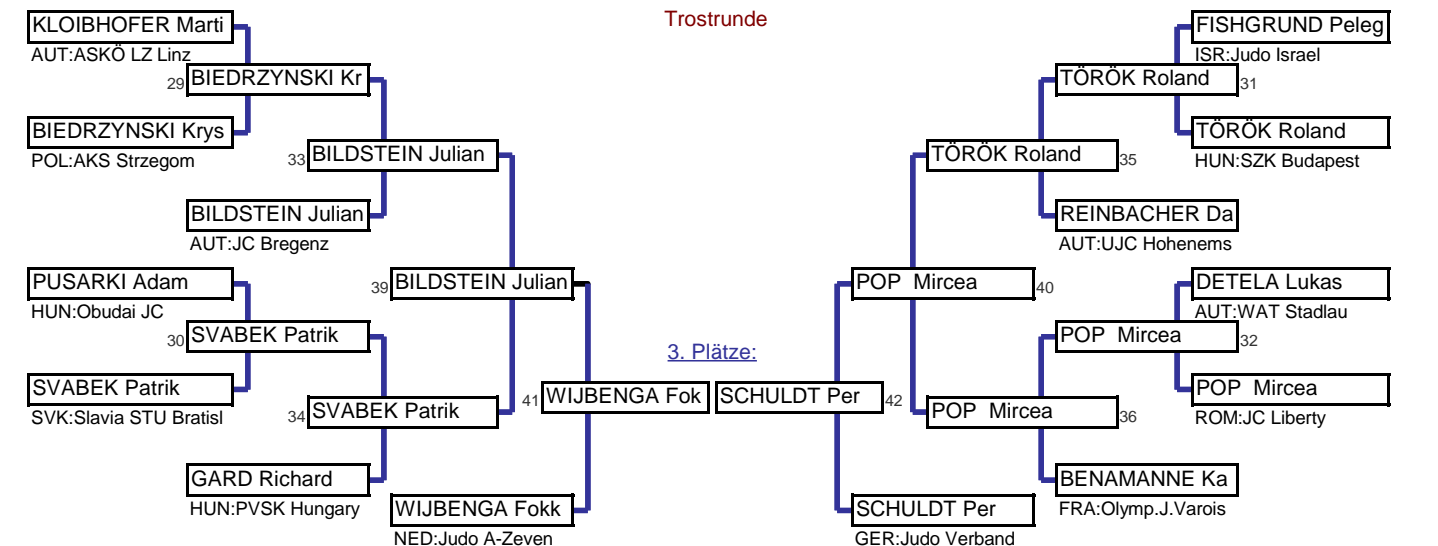 Trostrunde
KLOIBHOFER Marti
AUT:ASKÖ LZ Linz
29 BIEDRZYNSKI Kr
BIEDRZYNSKI Krys
POL:AKS Strzegom
33 BILDSTEIN Julian
BILDSTEIN Julian
AUT:JC Bregenz
39 BILDSTEIN Julian
PUSARKI Adam
HUN:Obudai JC
30 SVABEK Patrik
SVABEK Patrik
SVK:Slavia STU Bratisl
34 SVABEK Patrik
GARD Richard
HUN:PVSK Hungary
WIJBENGA Fokk
NED:Judo A-Zeven
3. Plätze:
41 WIJBENGA Fok
SCHULDT Per 42
FISHGRUND Peleg
ISR:Judo Israel
TÖRÖK Roland 31
TÖRÖK Roland
HUN:SZK Budapest
TÖRÖK Roland 35
REINBACHER Da
AUT:UJC Hohenems
POP Mircea 40
DETELA Lukas
AUT:WAT Stadlau
POP Mircea 32
POP Mircea
ROM:JC Liberty
POP Mircea 36
BENAMANNE Ka
FRA:Olymp.J.Varois
SCHULDT Per
GER:Judo Verband